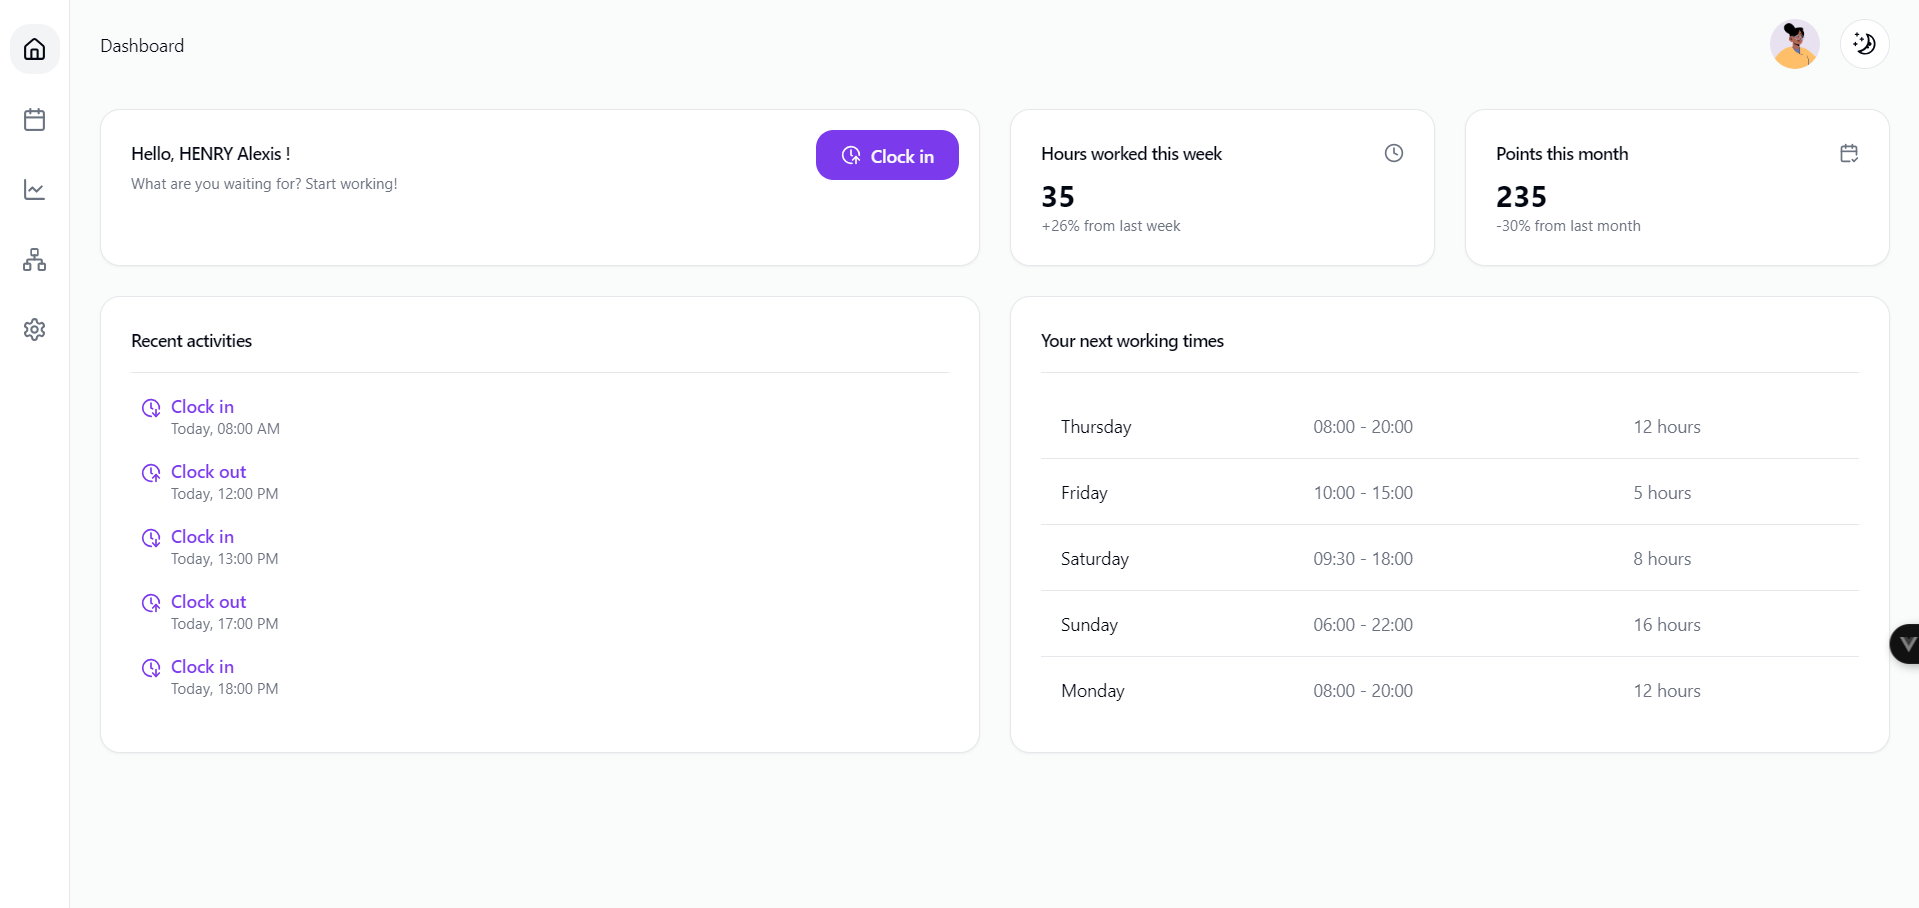 Dashboard
Hello, HENRY Alexis !
What are you waiting for? Start working!
Clock in
Hours worked this week
35
+26% from last week
Points this month
235
-30% from last month
Recent activities
Clock in
Today, 08:00 AM
Clock out
Today, 12:00 PM
Clock in
Today, 13:00 PM
Clock out
Today, 17:00 PM
Clock in
Today, 18:00 PM
Your next working times
Thursday 08:00 - 20:00 12 hours
Friday 10:00 - 15:00 5 hours
Saturday 09:30 - 18:00 8 hours
Sunday 06:00 - 22:00 16 hours
Monday 08:00 - 20:00 12 hours